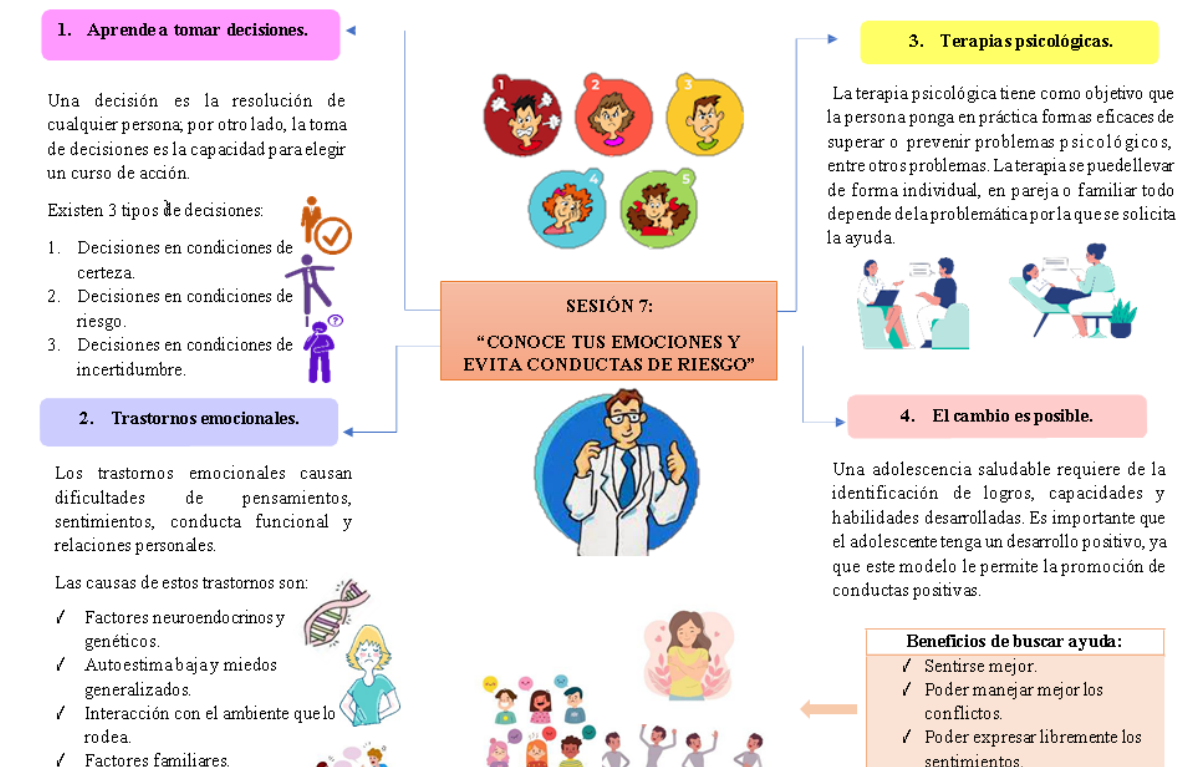 1. Aprende a tomar decisiones.
Una decisión es la resolución de
cualquier persona; por otro lado, la toma
de decisiones es la capacidad para elegir
un curso de acción.
Existen 3 tipos de decisiones:
1. Decisiones en condiciones de
certeza.
2. Decisiones en condiciones de
riesgo.
3. Decisiones en condiciones de
incertidumbre.
2. Trastornos emocionales.
Los trastornos emocionales causan
dificultades de pensamientos,
sentimientos, conducta funcional y
relaciones personales.
Las causas de estos trastornos son:
✓ Factores neuroendocrinos y
genéticos.
✓ Autoestima baja y miedos
generalizados.
✓ Interacción con el ambiente que lo
rodea.
✓ Factores familiares.
1
2
3
4
5
SESIÓN 7:
“CONOCE TUS EMOCIONES Y
EVITA CONDUCTAS DE RIESGO”
3. Terapias psicológicas.
La terapia psicológica tiene como objetivo que
la persona ponga en práctica formas eficaces de
superar o prevenir problemas psicológicos,
entre otros problemas. La terapia se puede llevar
de forma individual, en pareja o familiar todo
depende de la problemática por la que se solicita
la ayuda.
4. El cambio es posible.
Una adolescencia saludable requiere de la
identificación de logros, capacidades y
habilidades desarrolladas. Es importante que
el adolescente tenga un desarrollo positivo, ya
que este modelo le permite la promoción de
conductas positivas.
Beneficios de buscar ayuda:
✓ Sentirse mejor.
✓ Poder manejar mejor los
conflictos.
✓ Poder expresar libremente los
sentimientos.